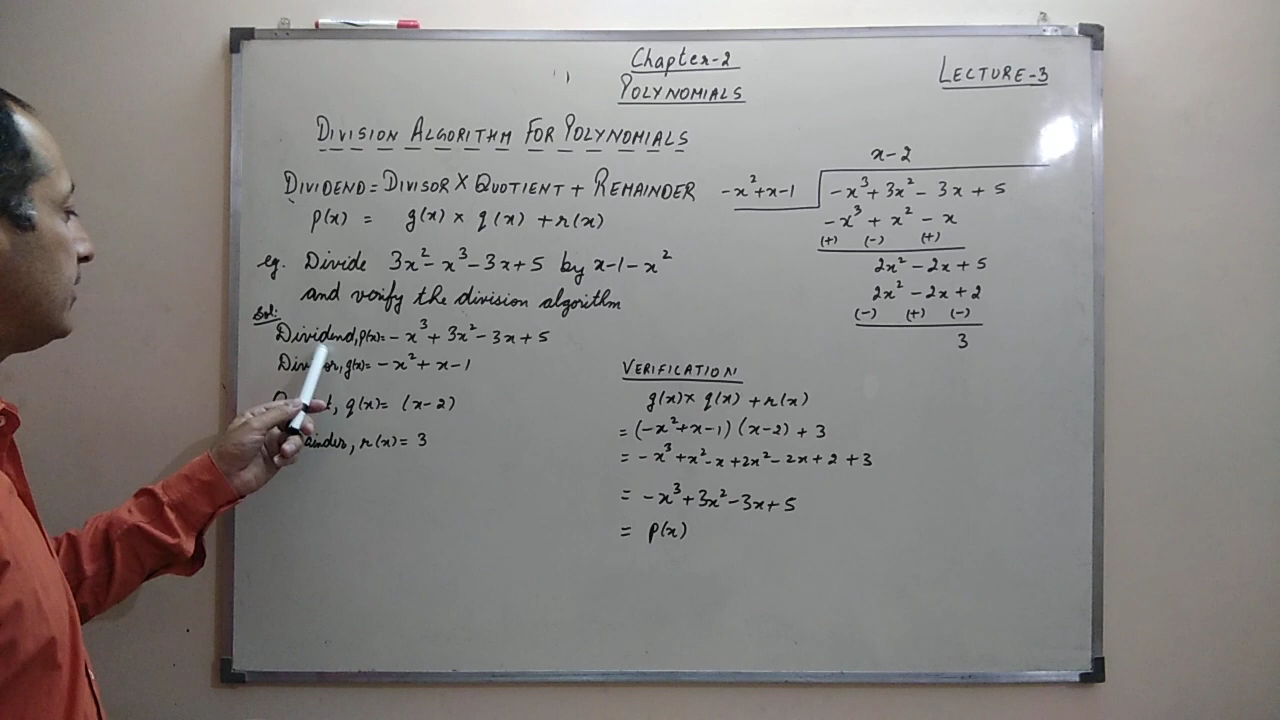 Chapter-2
POLYNOMIALS
LECTURE-3
DIVISION ALGORITHM FOR POLYNOMIALS
DIVIDEND = DIVISOR X QUOTIENT + REMAINDER
p(x) = g(x) x q(x) + r(x)
eg. Divide 3x² - x³ - 3x + 5 by x - 1 - x²
and verify the division algorithm
Sol:
Dividend, p(x) = - x³ + 3x² - 3x + 5
g(x) = - x² + x - 1
q(x) = (x-2)
r(x) = 3
x-2
-x² + x - 1
-x³ + 3x² - 3x + 5
-x³ + x² - x
(+) (-) (+)
2x² - 2x + 5
2x² - 2x + 2
(-) (+) (-)
3
VERIFICATION
g(x) x q(x) + r(x)
= (-x² + x - 1) (x-2) + 3
= - x³ + x² - x + 2x² - 2x + 2 + 3
= - x³ + 3x² - 3x + 5
= p(x)